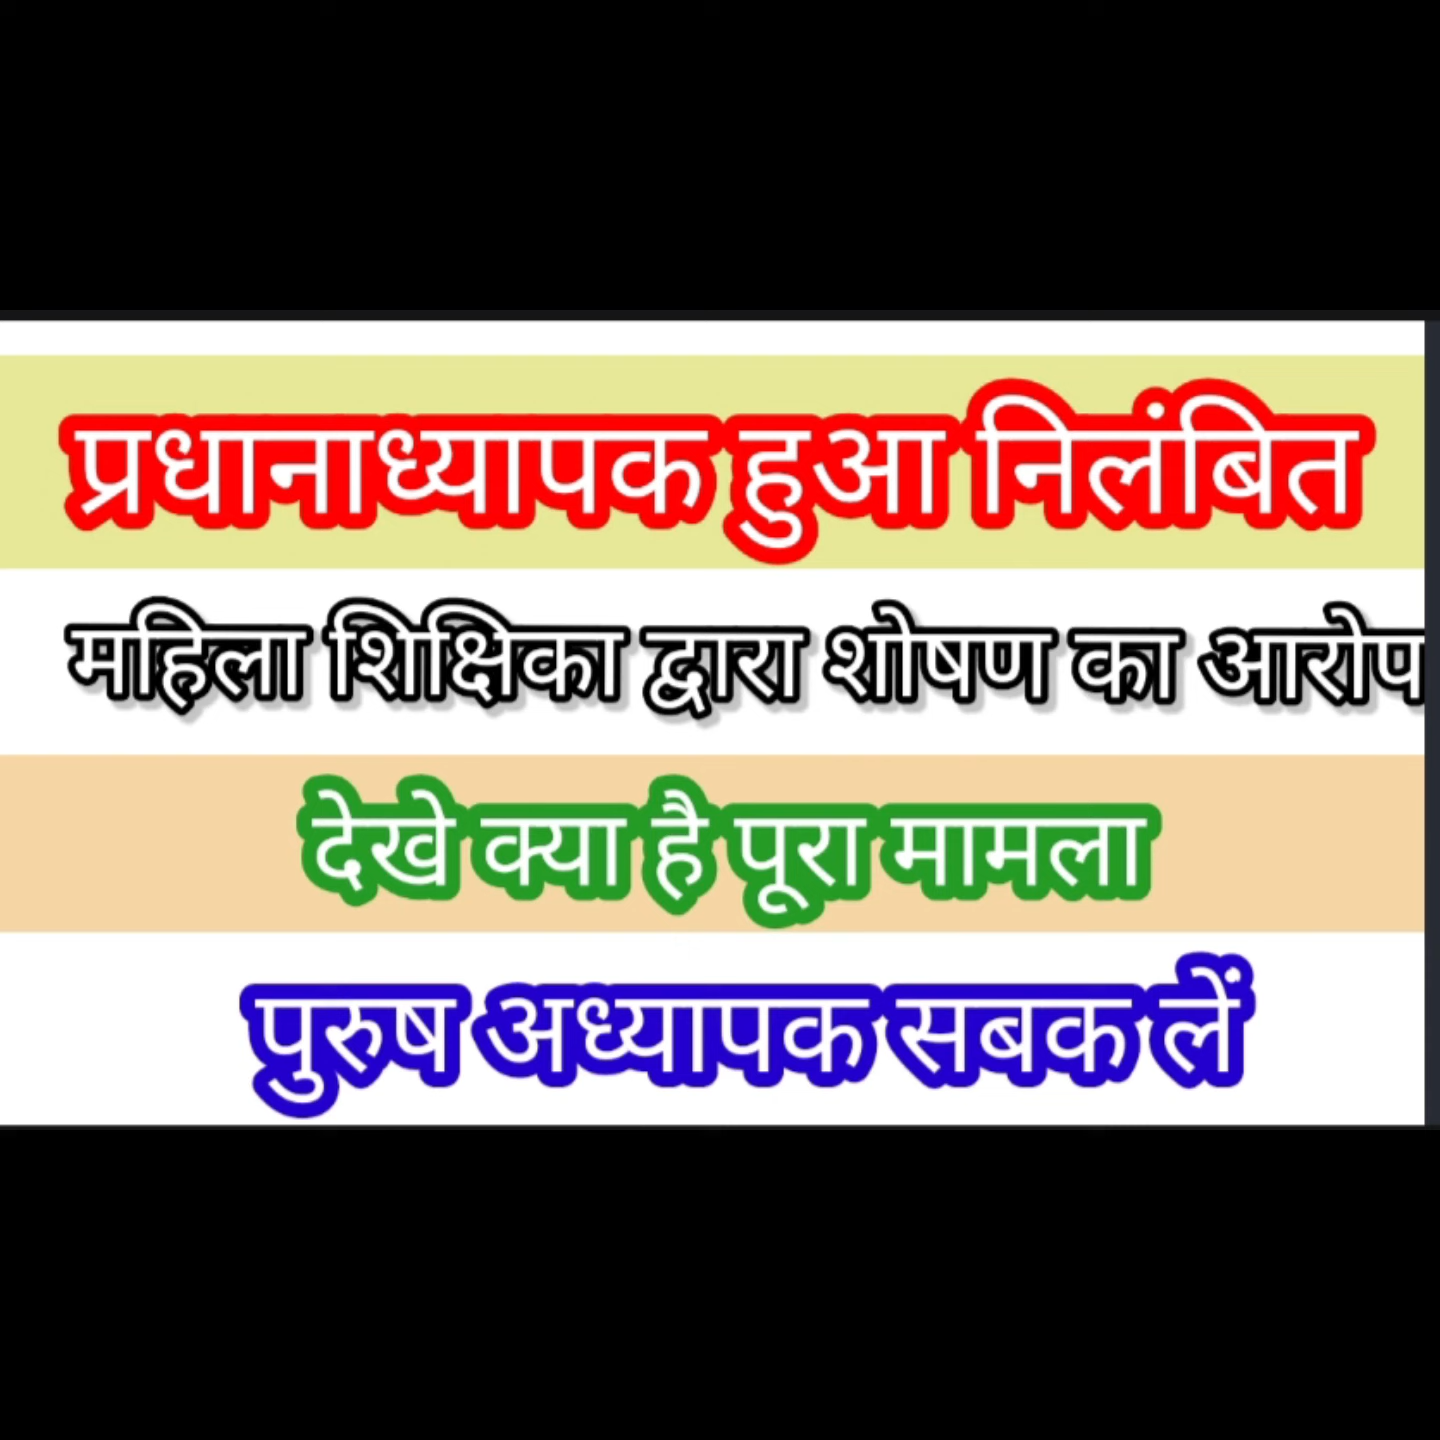 प्रधानाध्यापक हुआ निलंबित
महिला शिक्षिका द्वारा शोषण का आरोप
देखे क्या है पूरा मामला
पुरुष अध्यापक सबक लें